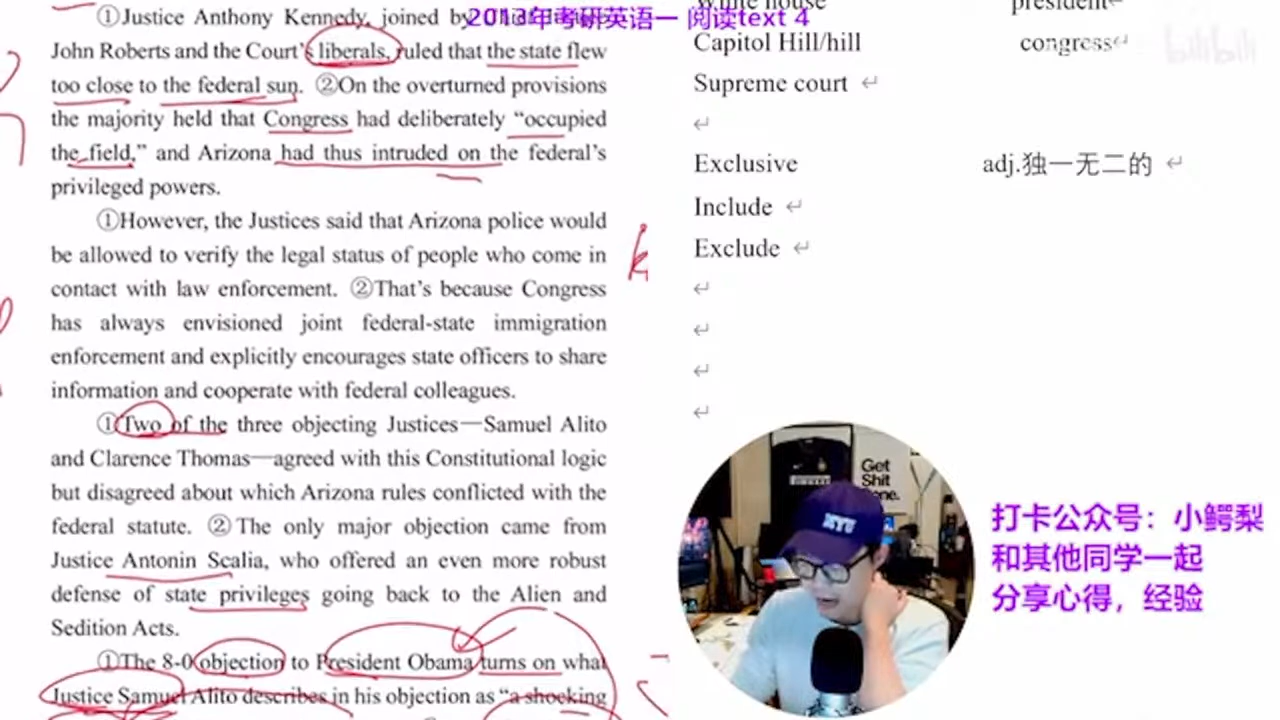 2013年考研英语一 阅读text 4
①Justice Anthony Kennedy, joined by
John Roberts and the Court's liberals, ruled that the state flew
too close to the federal sun. ②On the overturned provisions
the majority held that Congress had deliberately “occupied
the field,” and Arizona had thus intruded on the federal's
privileged powers.
①However, the Justices said that Arizona police would
be allowed to verify the legal status of people who come in
contact with law enforcement. ②That's because Congress
has always envisioned joint federal-state immigration
enforcement and explicitly encourages state officers to share
information and cooperate with federal colleagues.
①Two of the three objecting Justices—Samuel Alito
and Clarence Thomas—agreed with this Constitutional logic
but disagreed about which Arizona rules conflicted with the
federal statute. ②The only major objection came from
Justice Antonin Scalia, who offered an even more robust
defense of state privileges going back to the Alien and
Sedition Acts.
①The 8-0 objection to President Obama turns on what
Justice Samuel Alito describes in his objection as “a shocking
White house president
Capitol Hill/hill congress
Supreme court
Exclusive adj.独一无二的
Include
Exclude
bilibili
Get
Shit
Done.
NYU
打卡公众号：小鳄梨
和其他同学一起
分享心得，经验